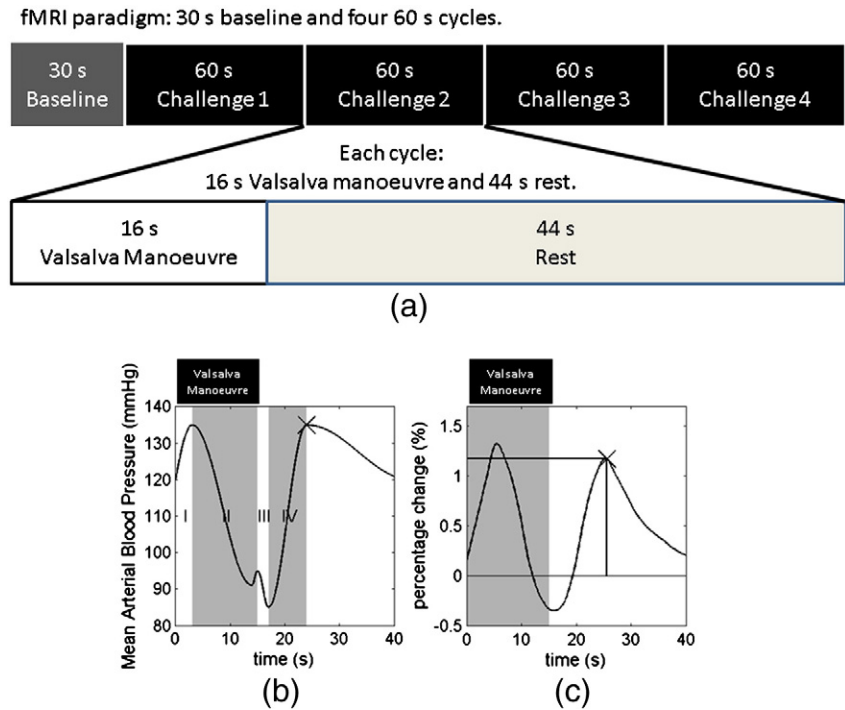 fMRI paradigm: 30 s baseline and four 60 s cycles.
30 s
Baseline
60 s
Challenge 1
60 s
Challenge 2
60 s
Challenge 3
60 s
Challenge 4
Each cycle:
16 s Valsalva manoeuvre and 44 s rest.
16 s
Valsalva Manoeuvre
44 s
Rest
(a)
Valsalva
Manoeuvre
Mean Arterial Blood Pressure (mmHg)
140
130
120
110
100
90
80
I
II
III
IV
0
10
20
30
40
time (s)
(b)
Valsalva
Manoeuvre
percentage change (%)
1.5
1
0.5
0
-0.5
0
10
20
30
40
time (s)
(c)